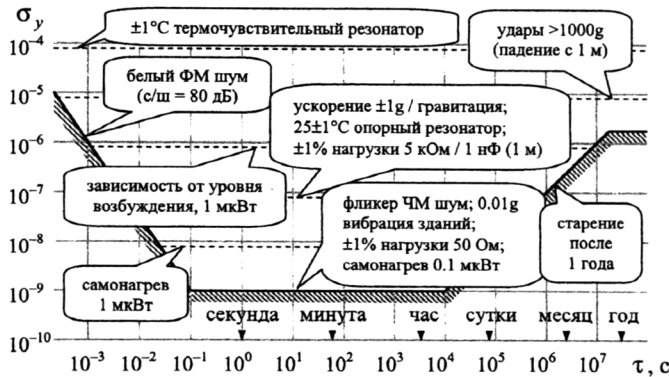 σy
10⁻⁴
10⁻⁵
10⁻⁶
10⁻⁷
10⁻⁸
10⁻⁹
10⁻¹⁰
±1°C термочувствительный резонатор
удары >1000g
(падение с 1 м)
белый ФМ шум
(с/ш = 80 дБ)
ускорение ±1g / гравитация;
25±1°C опорный резонатор;
±1% нагрузки 5 кОм / 1 нФ (1 м)
зависимость от уровня
возбуждения, 1 мкВт
фликер ЧМ шум; 0.01g
вибрация зданий;
±1% нагрузки 50 Ом;
самонагрев 0.1 мкВт
старение
после
1 года
самонагрев
1 мкВт
секунда минута час сутки месяц год
10⁻³ 10⁻² 10⁻¹ 10⁰ 10¹ 10² 10³ 10⁴ 10⁵ 10⁶ 10⁷ τ, с